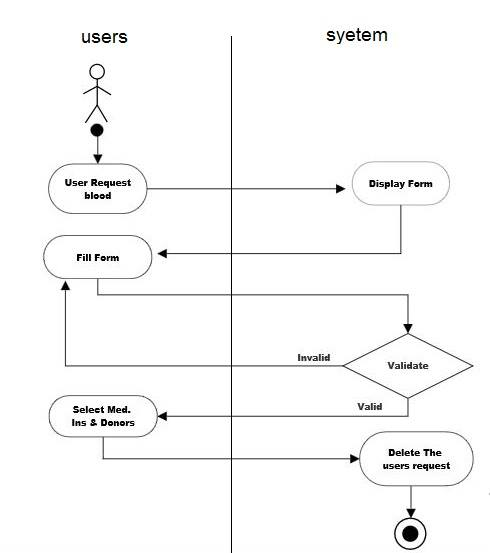 users
syetem
User Request
blood
Display Form
Fill Form
Invalid
Validate
Valid
Select Med.
Ins & Donors
Delete The
users request